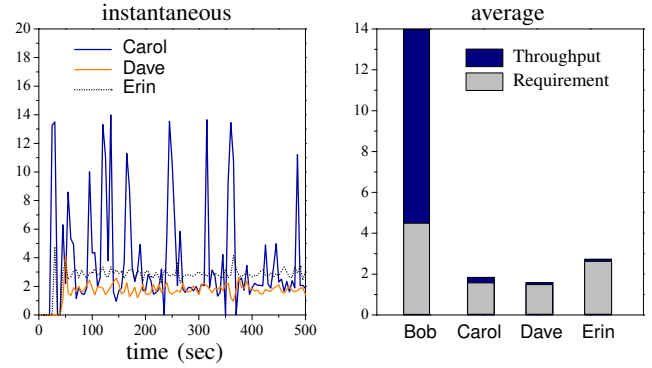 instantaneous
20
18
16
14
12
10
8
6
4
2
0
Carol
Dave
Erin
0 100 200 300 400 500
time (sec)
average
14
12
10
8
6
4
2
0
Throughput
Requirement
Bob Carol Dave Erin